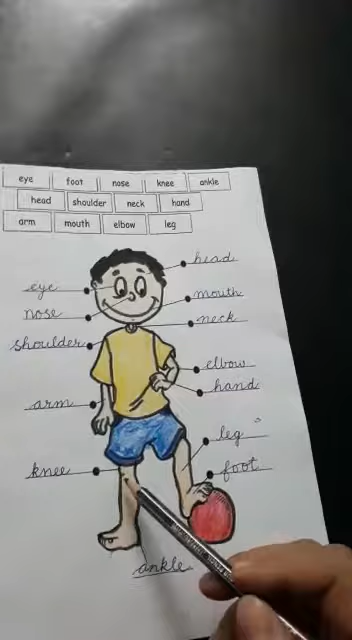 eye foot nose knee ankle
head shoulder neck hand
arm mouth elbow leg
head
eye
mouth
nose
neck
shoulder
elbow
hand
arm
leg
knee
foot
ankle